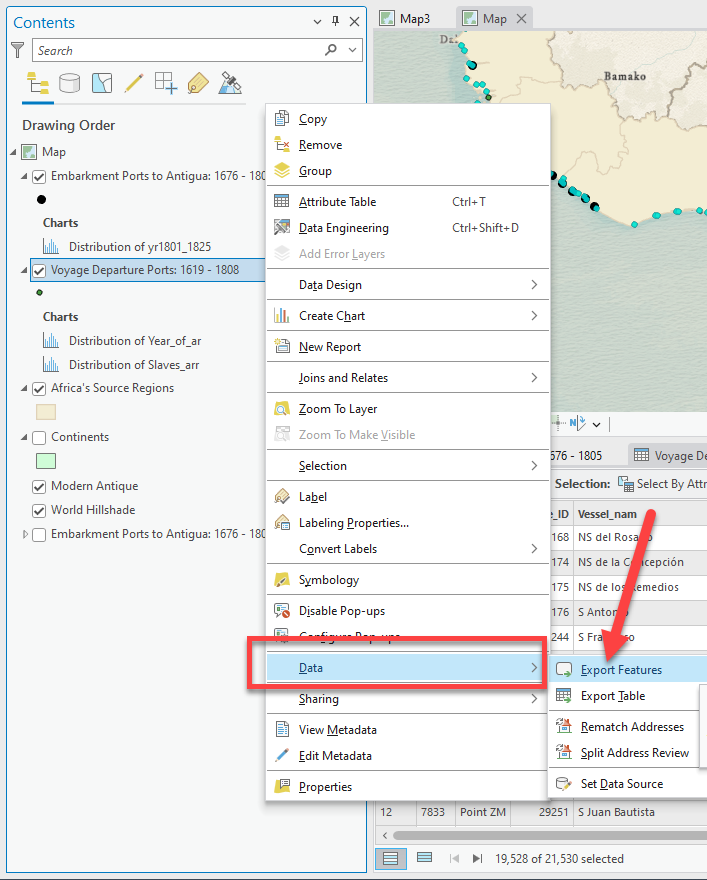 Contents
Search
Drawing Order
Map
Embarkment Ports to Antigua: 1676 - 180
Charts
Distribution of yr1801_1825
Voyage Departure Ports: 1619 - 1808
Charts
Distribution of Year_of_ar
Distribution of Slaves_arr
Africa's Source Regions
Continents
Modern Antique
World Hillshade
Embarkment Ports to Antigua: 1676 - 180
Map3
Map
Bamako
Copy
Remove
Group
Attribute Table Ctrl+T
Data Engineering Ctrl+Shift+D
Add Error Layers
Data Design
Create Chart
New Report
Joins and Relates
Zoom To Layer
Zoom To Make Visible
Selection
Label
Labeling Properties...
Convert Labels
Symbology
Disable Pop-ups
Configure Pop-ups
Data
Sharing
View Metadata
Edit Metadata
Properties
676 - 1805
Voyage De
Selection: Select By Attr
e_ID Vessel_nam
168 NS del Rosario
174 NS de la Concepción
175 NS de los Remedios
176 S Antonio
244 S Francisco
Export Features
Export Table
Rematch Addresses
Split Address Review
Set Data Source
12 7833 Point ZM 29251 S Juan Bautista
19,528 of 21,530 selected